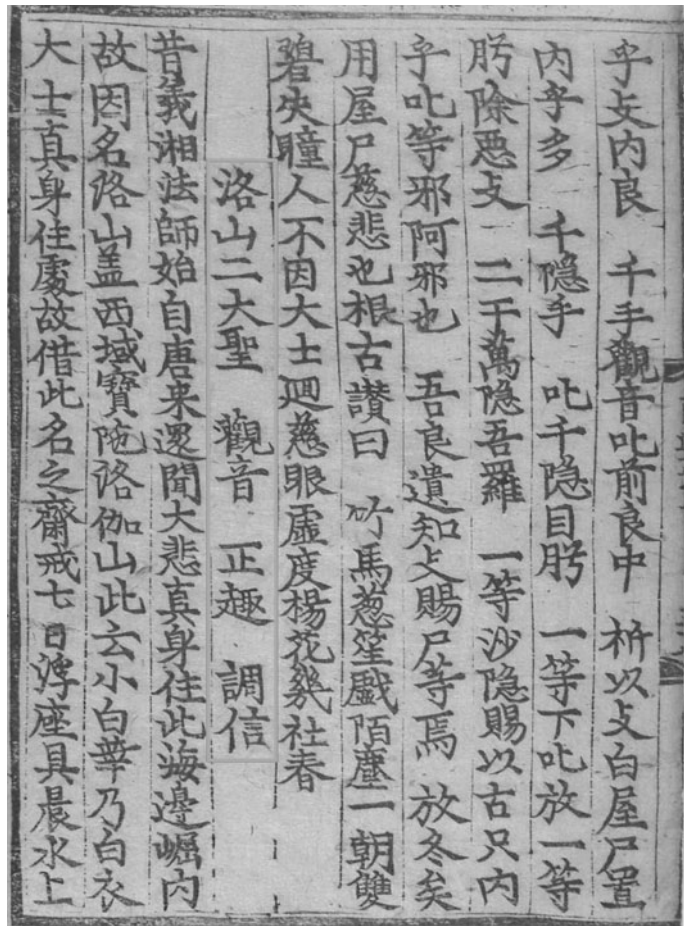 乎攴內良　千手觀音叱前良中　祈以攴白屋尸置
內乎多　千隱手　叱千隱目肹　一等下叱放一等
肹除惡攴　二于萬隱吾羅　一等沙隱賜以古只內
乎叱等邪阿邪也　吾良遺知攴賜尸等焉　放冬矣
用屋尸慈悲也根古讃曰　竹馬葱笙戱陌塵一朝雙
碧失瞳人不因大士迴慈眼虛度楊花幾社春
洛山二大聖　觀音　正趣　調信
昔義湘法師始自唐来還聞大悲真身住此海邊崛內
故因名洛山盖西域寶陁洛伽山此云小白華乃白衣
大士真身住處故借此名之齋戒七日浮座具晨水上